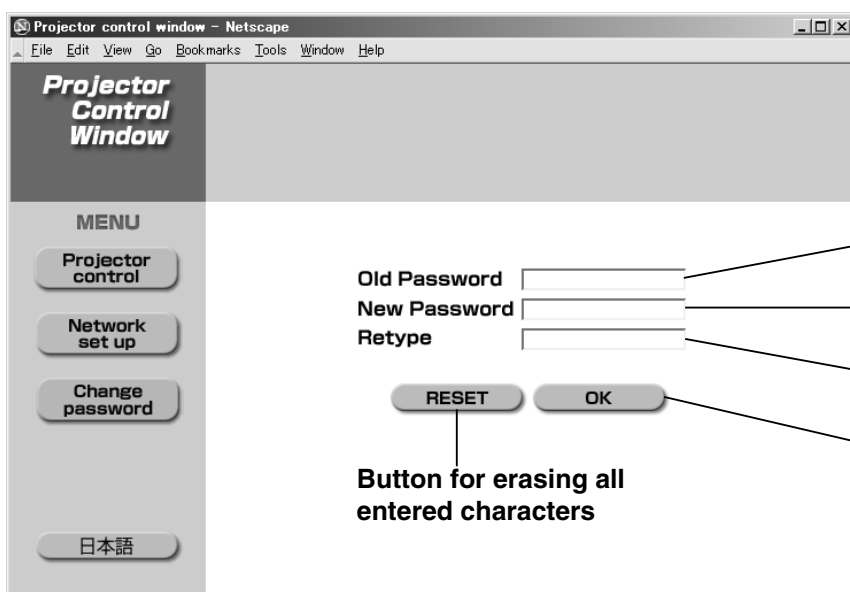 Projector control window – Netscape
File Edit View Go Bookmarks Tools Window Help
Projector
Control
Window
MENU
Projector
control
Network
set up
Change
password
日本語
Old Password
New Password
Retype
RESET OK
Button for erasing all
entered characters